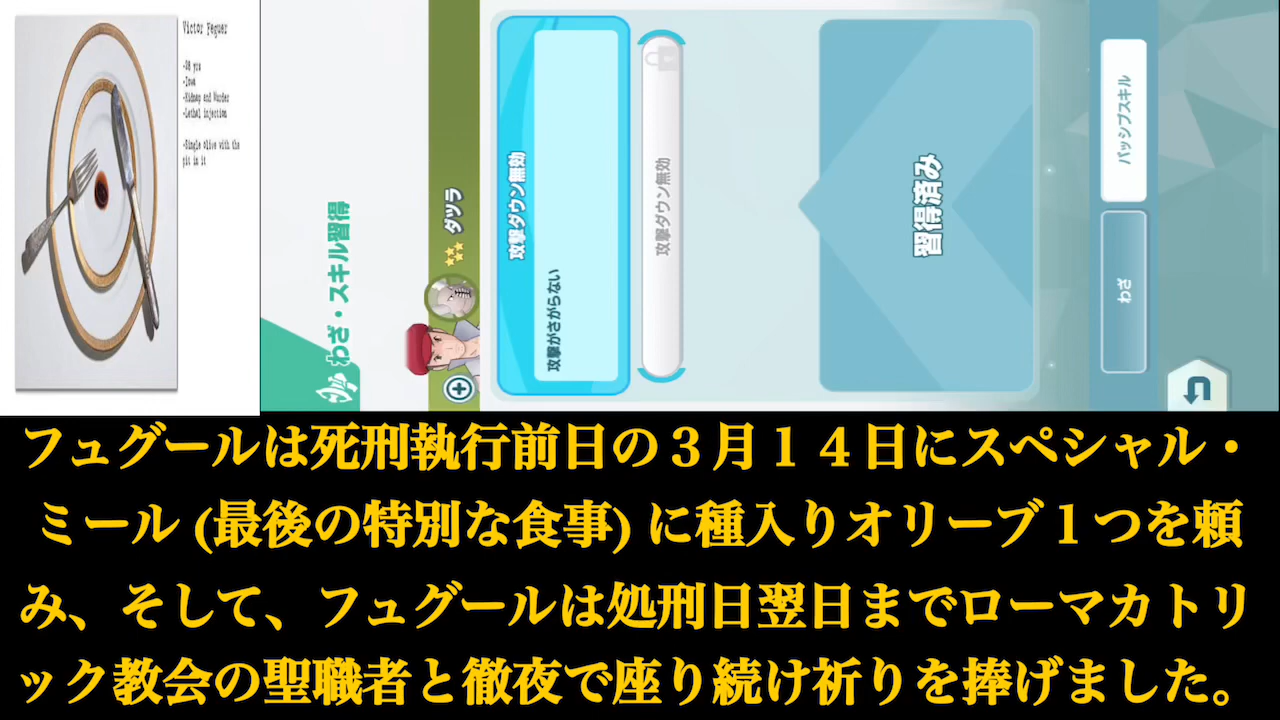 Victor Feguer
-28 yrs
-Iowa
-Kidnap and Murder
-Lethal injection
-Single olive with the
pit in it
わざ・スキル習得
ダツラ
攻撃ダウン無効
攻撃がさがらない
攻撃ダウン無効
習得済み
パッシブスキル
わざ
フュグールは死刑執行前日の３月１４日にスペシャル・
ミール(最後の特別な食事)に種入りオリーブ１つを頼
み、そして、フュグールは処刑日翌日までローマカトリ
ック教会の聖職者と徹夜で座り続け祈りを捧げました。